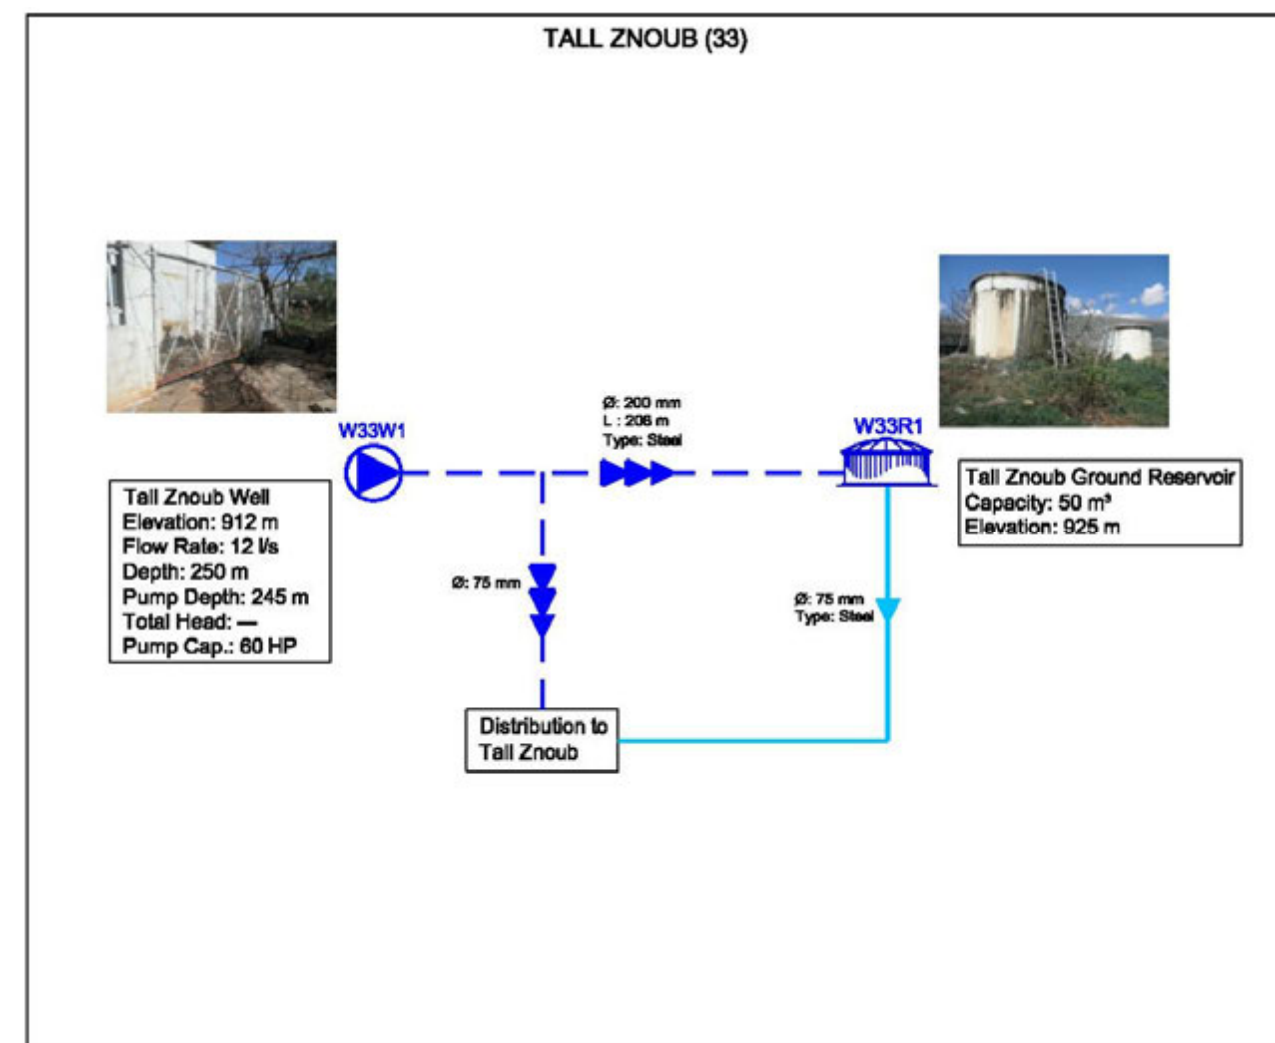 TALL ZNOUB (33)
W33W1
Tall Znoub Well
Elevation: 912 m
Flow Rate: 12 l/s
Depth: 250 m
Pump Depth: 245 m
Total Head: —
Pump Cap.: 60 HP
Ø: 200 mm
L : 206 m
Type: Steel
W33R1
Tall Znoub Ground Reservoir
Capacity: 50 m³
Elevation: 925 m
Ø: 75 mm
Ø: 75 mm
Type: Steel
Distribution to
Tall Znoub